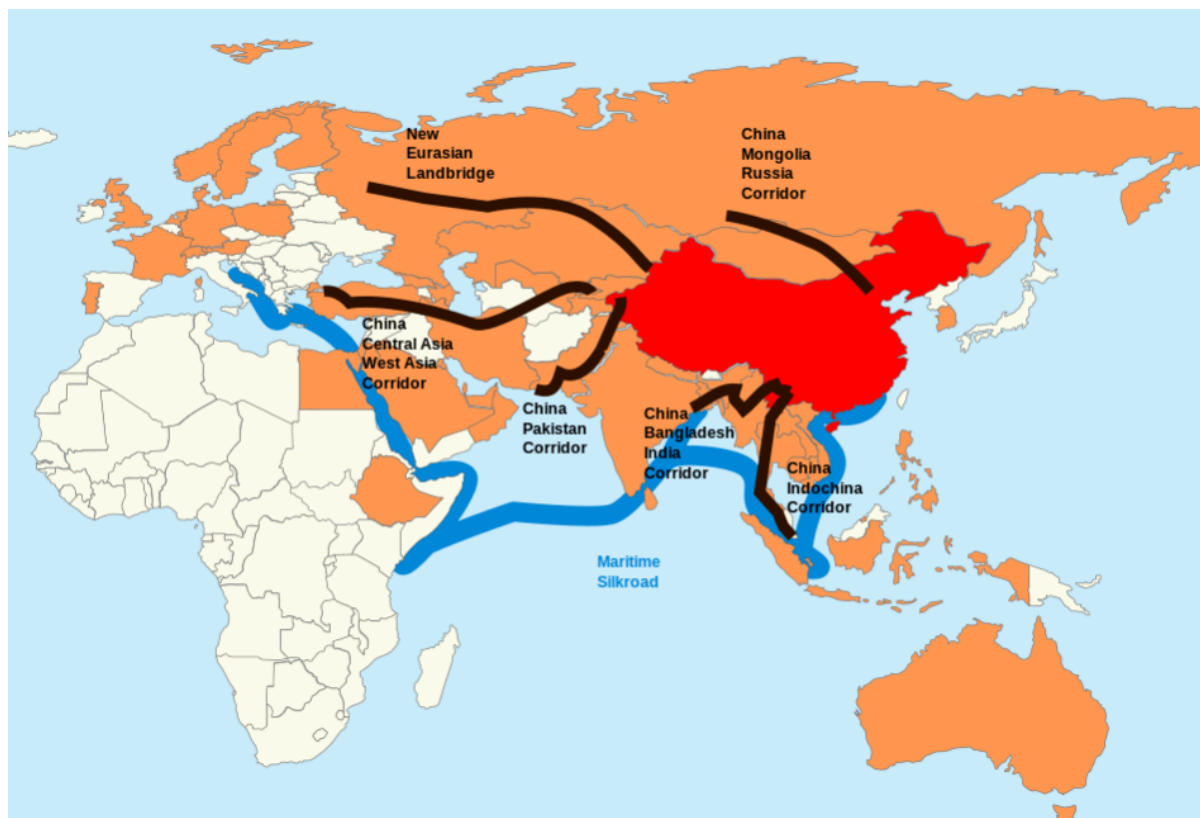 New
Eurasian
Landbridge
China
Mongolia
Russia
Corridor
China
Central Asia
West Asia
Corridor
China
Pakistan
Corridor
China
Bangladesh
India
Corridor
China
Indochina
Corridor
Maritime
Silkroad